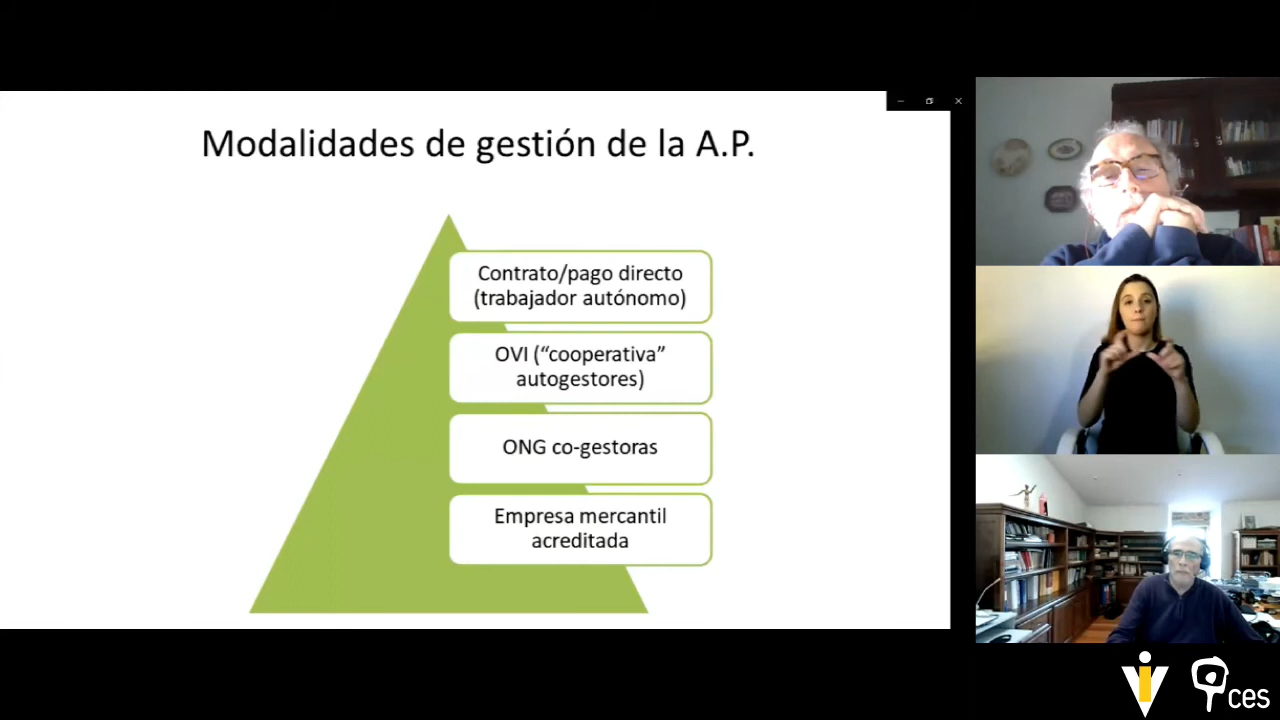 Modalidades de gestión de la A.P.
Contrato/pago directo
(trabajador autónomo)
OVI (“cooperativa”
autogestores)
ONG co-gestoras
Empresa mercantil
acreditada
iV
ces